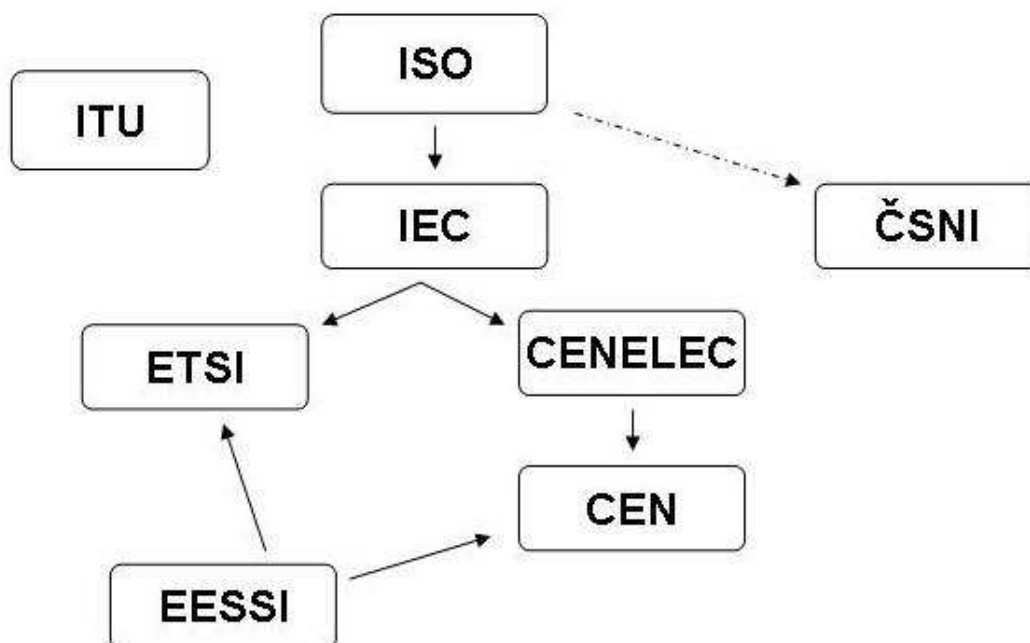 ISO
ITU
IEC
ČSNI
ETSI
CENELEC
CEN
EESSI